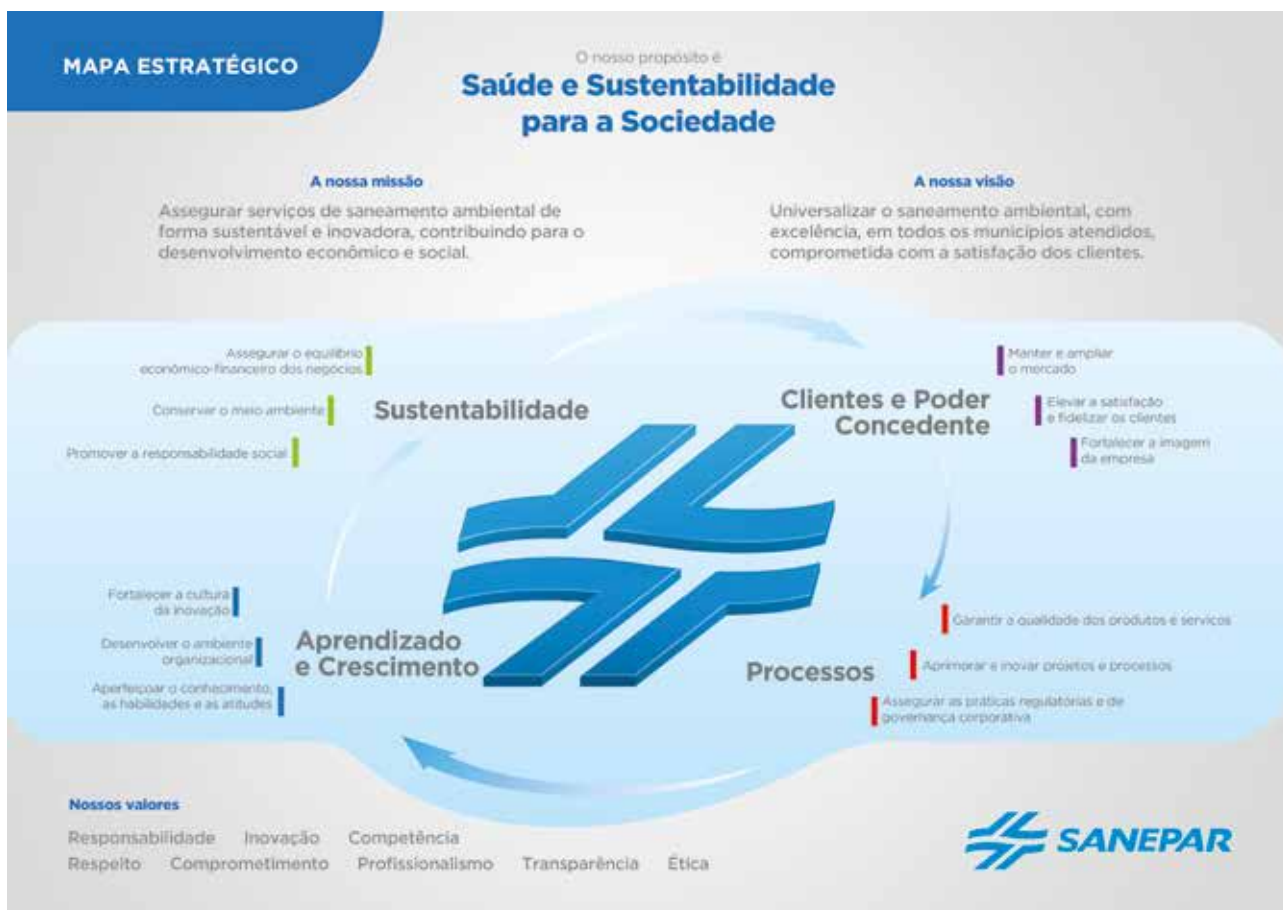 MAPA ESTRATÉGICO
O nosso propósito é
Saúde e Sustentabilidade
para a Sociedade
A nossa missão
Assegurar serviços de saneamento ambiental de
forma sustentável e inovadora, contribuindo para o
desenvolvimento econômico e social.
A nossa visão
Universalizar o saneamento ambiental, com
excelência, em todos os municípios atendidos,
comprometida com a satisfação dos clientes.
Assegurar o equilíbrio
econômico-financeiro dos negócios
Conservar o meio ambiente
Promover a responsabilidade social
Sustentabilidade
Clientes e Poder
Concedente
Manter e ampliar
o mercado
Elevar a satisfação
e fidelizar os clientes
Fortalecer a imagem
da empresa
Fortalecer a cultura
da inovação
Desenvolver o ambiente
organizacional
Aperfeiçoar o conhecimento,
as habilidades e as atitudes
Aprendizado
e Crescimento
Processos
Garantir a qualidade dos produtos e serviços
Aprimorar e inovar projetos e processos
Assegurar as práticas regulatórias e de
governança corporativa
Nossos valores
Responsabilidade Inovação Competência
Respeito Comprometimento Profissionalismo Transparência Ética
SANEPAR